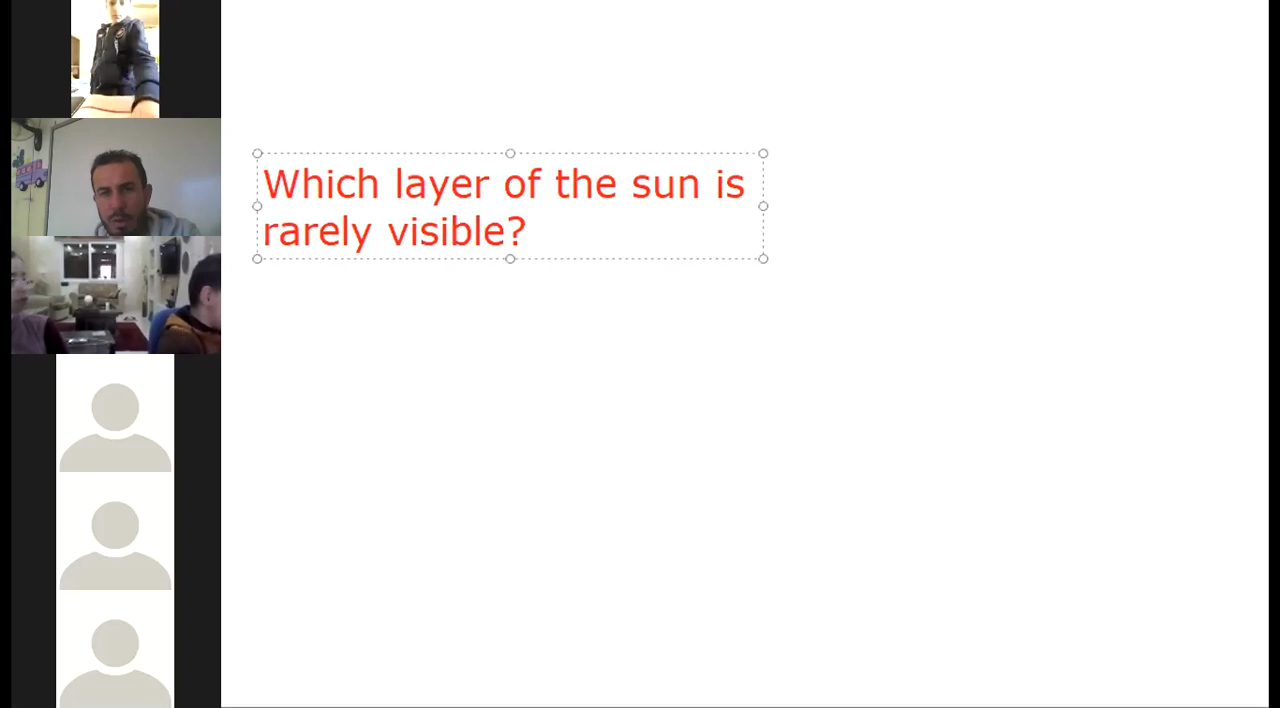 Which layer of the sun is
rarely visible?